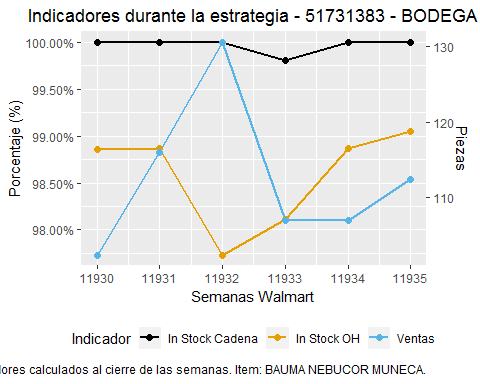 Indicadores durante la estrategia - 51731383 - BODEGA
100.00%
99.50%
99.00%
98.50%
98.00%
Porcentaje (%)
130
120
110
Piezas
11930 11931 11932 11933 11934 11935
Semanas Walmart
Indicador In Stock Cadena In Stock OH Ventas
calculados al cierre de las semanas. Item: BAUMA NEBUCOR MUNECA.